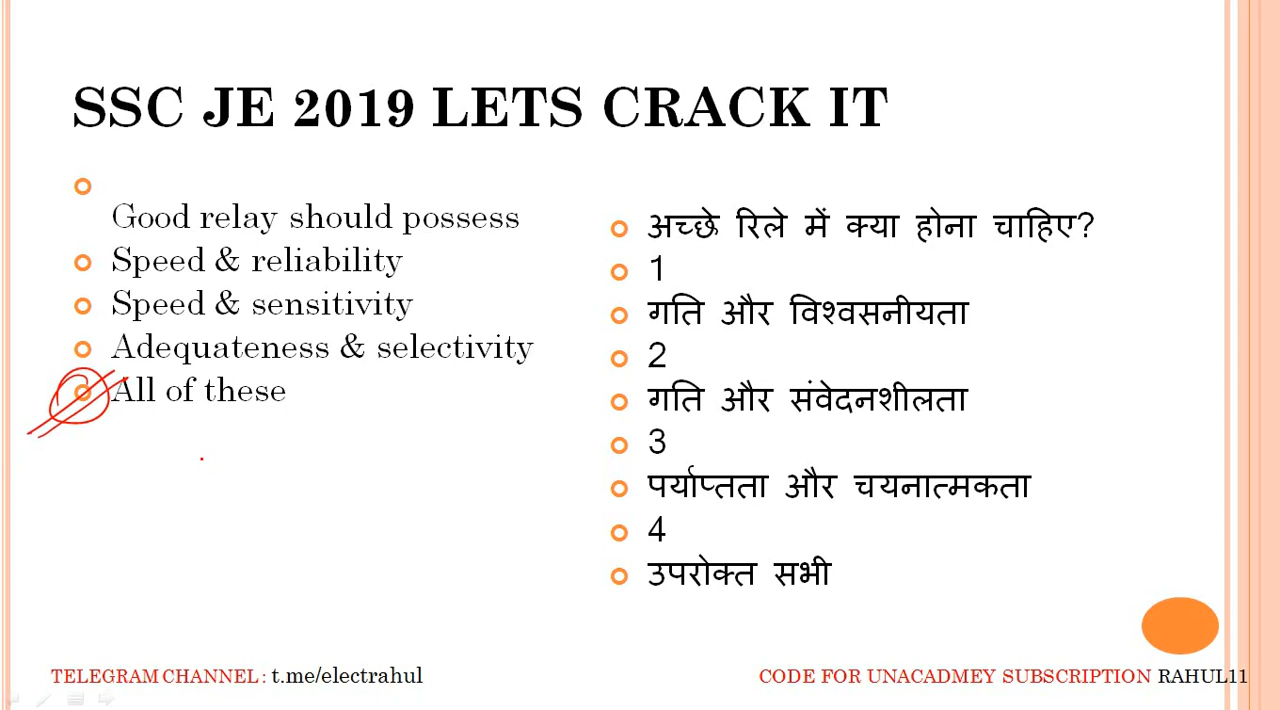 SSC JE 2019 LETS CRACK IT
Good relay should possess
Speed & reliability
Speed & sensitivity
Adequateness & selectivity
All of these
अच्छे रिले में क्या होना चाहिए?
1
गति और विश्वसनीयता
2
गति और संवेदनशीलता
3
पर्याप्तता और चयनात्मकता
4
उपरोक्त सभी
TELEGRAM CHANNEL: t.me/electrahul
CODE FOR UNACADMEY SUBSCRIPTION RAHUL11